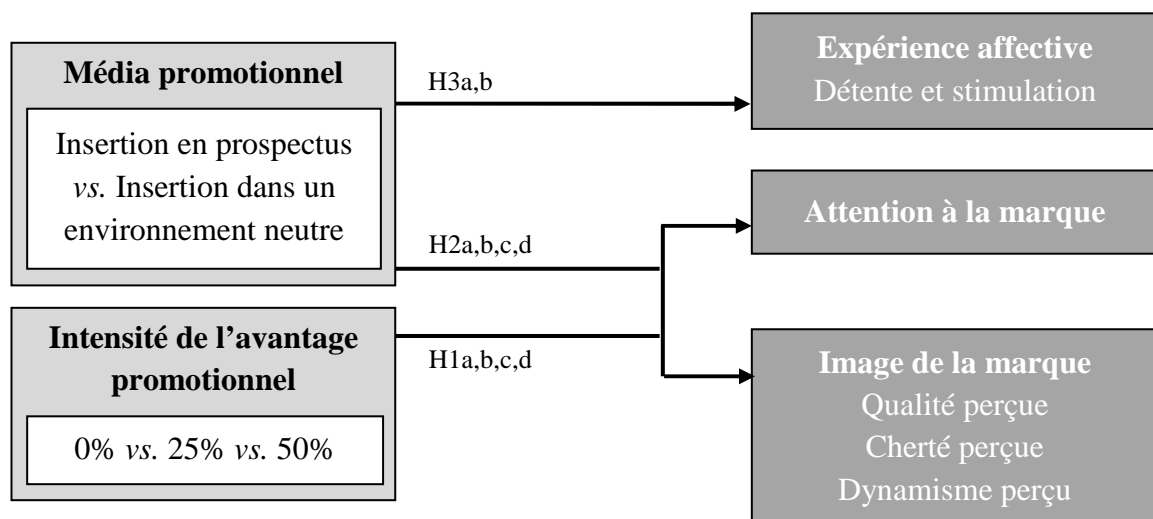 Média promotionnel
Insertion en prospectus
vs. Insertion dans un
environnement neutre
Intensité de l’avantage
promotionnel
0% vs. 25% vs. 50%
H3a,b
H2a,b,c,d
H1a,b,c,d
Expérience affective
Détente et stimulation
Attention à la marque
Image de la marque
Qualité perçue
Cherté perçue
Dynamisme perçu